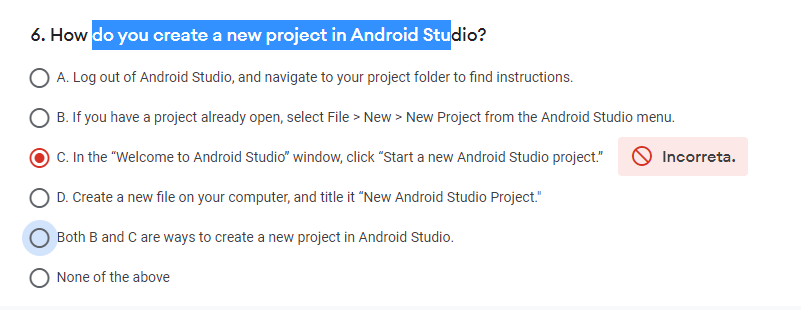 6. How do you create a new project in Android Studio?
A. Log out of Android Studio, and navigate to your project folder to find instructions.
B. If you have a project already open, select File > New > New Project from the Android Studio menu.
C. In the “Welcome to Android Studio” window, click “Start a new Android Studio project.” Incorreta.
D. Create a new file on your computer, and title it “New Android Studio Project."
Both B and C are ways to create a new project in Android Studio.
None of the above